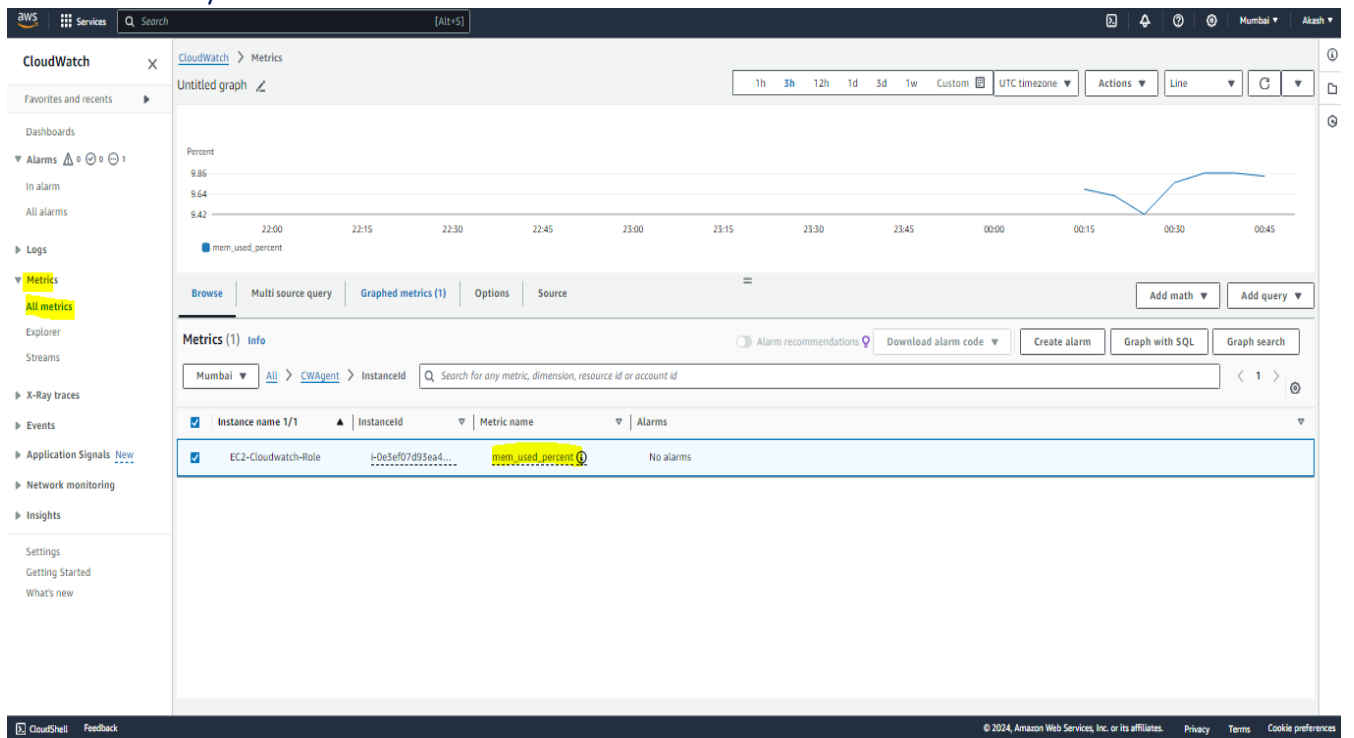 aws Services Search [Alt+S] Mumbai ▼ Akash ▼
CloudWatch X
Favorites and recents
Dashboards
Alarms 0 0 1
In alarm
All alarms
Logs
Metrics
All metrics
Explorer
Streams
X-Ray traces
Events
Application Signals New
Network monitoring
Insights
Settings
Getting Started
What's new
CloudWatch > Metrics
Untitled graph
1h 3h 12h 1d 3d 1w Custom UTC timezone ▼ Actions ▼ Line ▼
Percent
9.86
9.64
9.42
22:00 22:15 22:30 22:45 23:00 23:15 23:30 23:45 00:00 00:15 00:30 00:45
mem_used_percent
Browse Multi source query Graphed metrics (1) Options Source Add math ▼ Add query ▼
Metrics (1) Info Alarm recommendations Download alarm code ▼ Create alarm Graph with SQL Graph search
Mumbai ▼ All > CWAgent > InstanceId Search for any metric, dimension, resource id or account id < 1 >
Instance name 1/1 InstanceId Metric name Alarms
EC2-Cloudwatch-Role i-0e3ef07d93ea4... mem_used_percent No alarms
CloudShell Feedback © 2024, Amazon Web Services, Inc. or its affiliates. Privacy Terms Cookie preferences